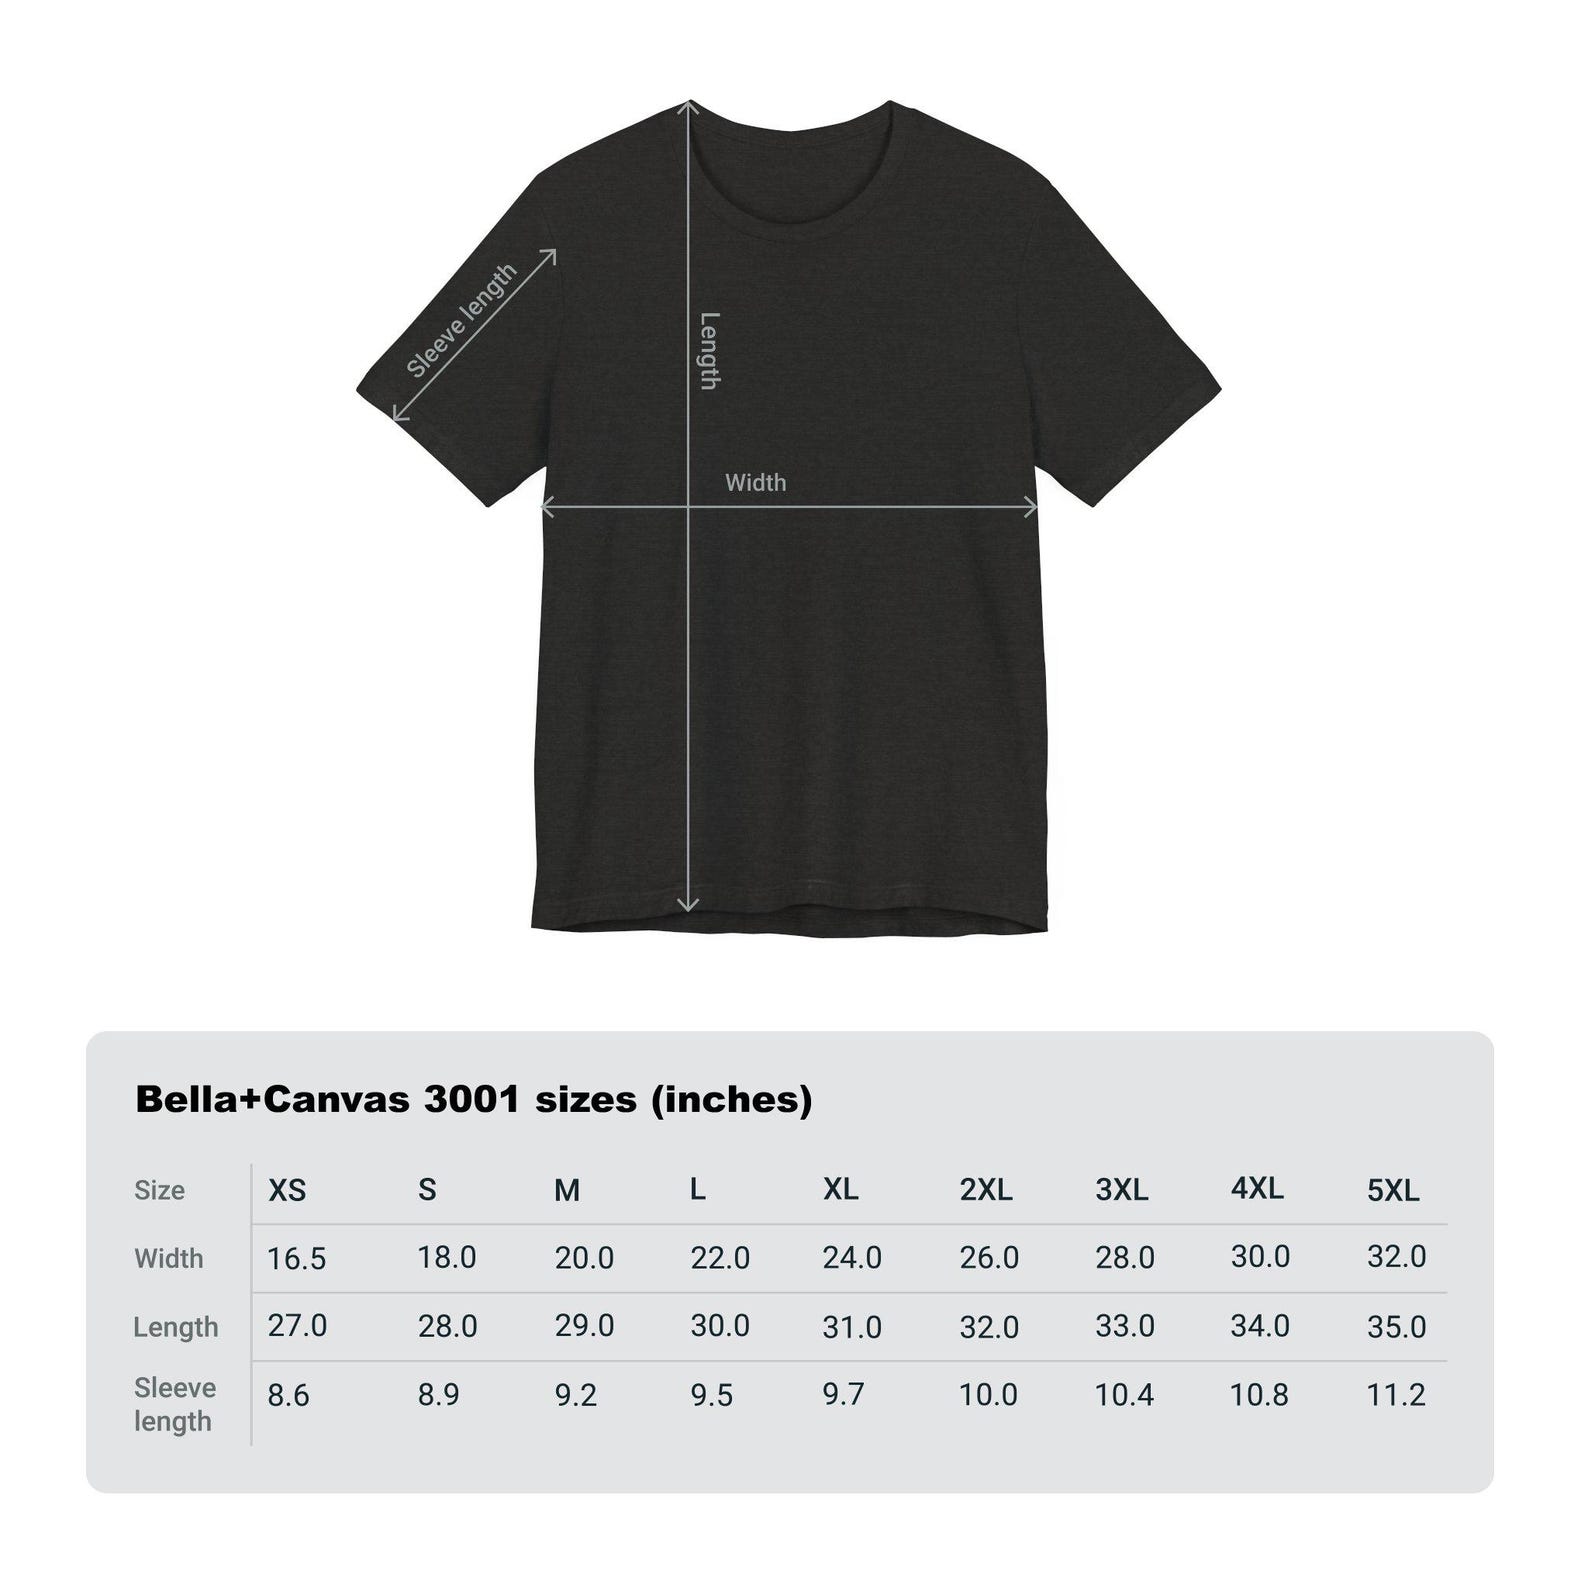 Sleeve length
Length
Width
Bella+Canvas 3001 sizes (inches)
Size XS S M L XL 2XL 3XL 4XL 5XL
Width 16.5 18.0 20.0 22.0 24.0 26.0 28.0 30.0 32.0
Length 27.0 28.0 29.0 30.0 31.0 32.0 33.0 34.0 35.0
Sleeve
length 8.6 8.9 9.2 9.5 9.7 10.0 10.4 10.8 11.2